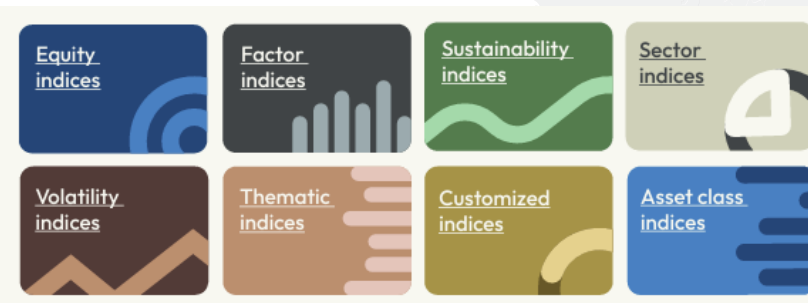 Equity
indices
Factor
indices
Sustainability
indices
Sector
indices
Volatility
indices
Thematic
indices
Customized
indices
Asset class
indices